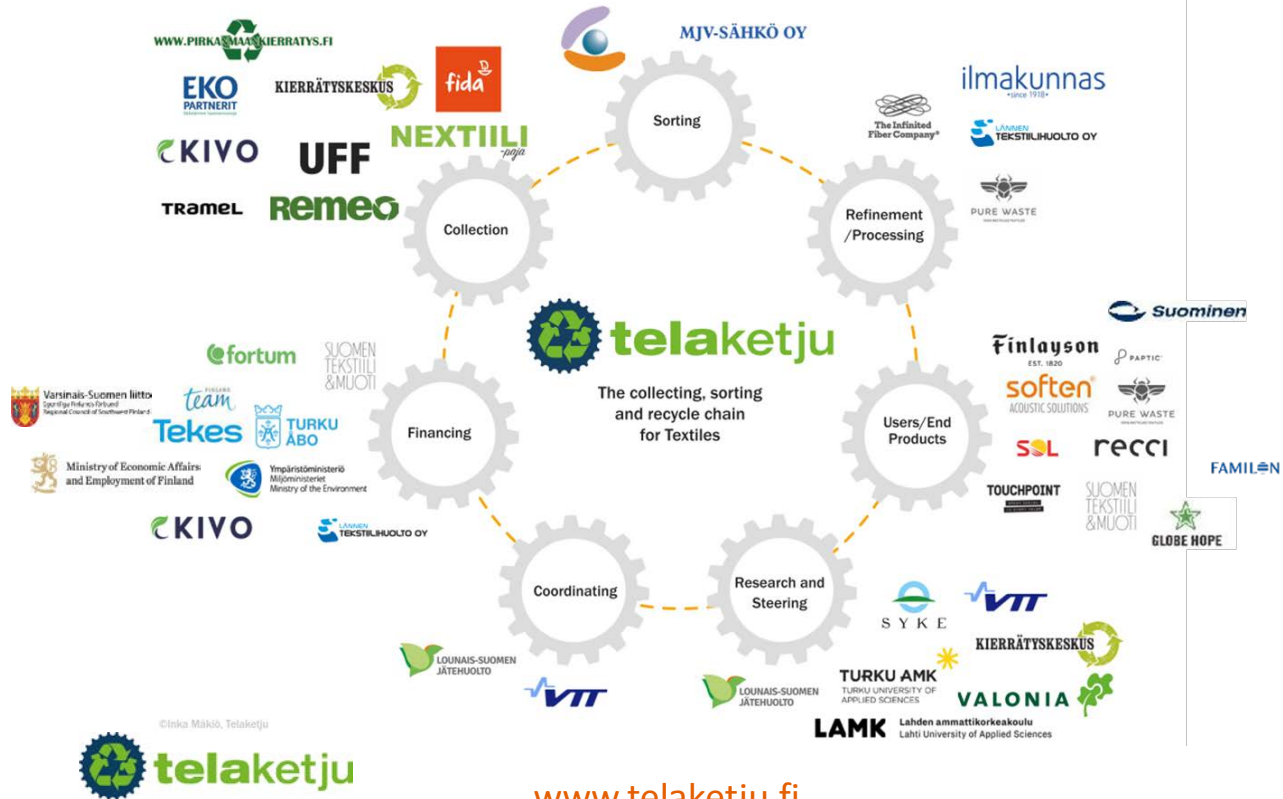 WWW.PIRKANMAANKIERRATYS.FI
EKO
PARTNERIT
KIERRÄTYSKESKUS
fida
KIVO
UFF
NEXTIILI
-paja
TRAMEL
Remeo
Collection
MJV-SÄHKÖ OY
Sorting
ilmakunnas
•since 1918•
The Infinited
Fiber Company®
LÄNNEN
TEKSTIILIHUOLTO OY
PURE WASTE
Refinement
/Processing
telaketju
The collecting, sorting
and recycle chain
for Textiles
Suominen
Finlayson
EST. 1820
PAPTIC®
soften®
ACOUSTIC SOLUTIONS
PURE WASTE
SOL
recci
FAMILON
TOUCHPOINT
SUOMEN
TEKSTIILI
&MUOTI
GLOBE HOPE
Users/End
Products
fortum
SUOMEN
TEKSTIILI
&MUOTI
Varsinais-Suomen liitto
Egentliga Finlands förbund
Regional Council of Southwest Finland
FINLAND
team
Tekes
TURKU
ÅBO
Ministry of Economic Affairs
and Employment of Finland
Ympäristöministeriö
Miljöministeriet
Ministry of the Environment
KIVO
LÄNNEN
TEKSTIILIHUOLTO OY
Financing
Coordinating
LOUNAIS-SUOMEN
JÄTEHUOLTO
VTT
Research and
Steering
SYKE
VTT
KIERRÄTYSKESKUS
LOUNAIS-SUOMEN
JÄTEHUOLTO
TURKU AMK
TURKU UNIVERSITY OF
APPLIED SCIENCES
VALONIA
LAMK
Lahden ammattikorkeakoulu
Lahti University of Applied Sciences
©Inka Mäkiö, Telaketju
telaketju
www.telaketju.fi